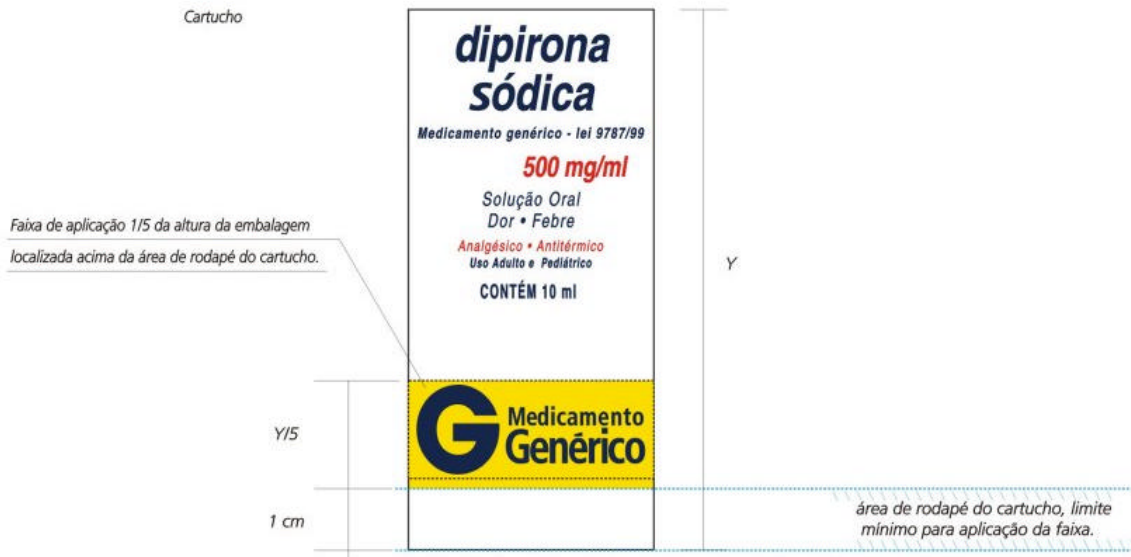 Cartucho
dipirona
sódica
Medicamento genérico - lei 9787/99
500 mg/ml
Solução Oral
Dor • Febre
Analgésico • Antitérmico
Uso Adulto e Pediátrico
CONTÉM 10 ml
Faixa de aplicação 1/5 da altura da embalagem
localizada acima da área de rodapé do cartucho.
Y
Y/5
G Medicamento
Genérico
1 cm
área de rodapé do cartucho, limite
mínimo para aplicação da faixa.